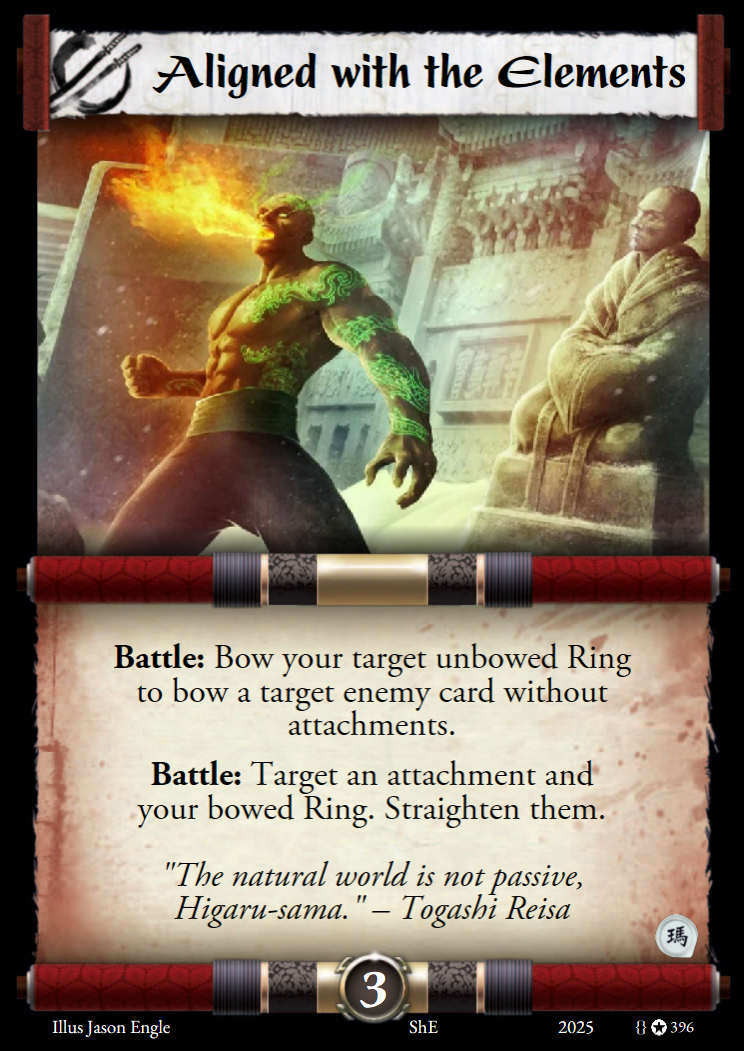 Aligned with the Elements
Battle: Bow your target unbowed Ring
to bow a target enemy card without
attachments.
Battle: Target an attachment and
your bowed Ring. Straighten them.
"The natural world is not passive,
Higaru-sama." – Togashi Reisa
瑪
3
Illus Jason Engle ShE 2025 {} ✪ 396